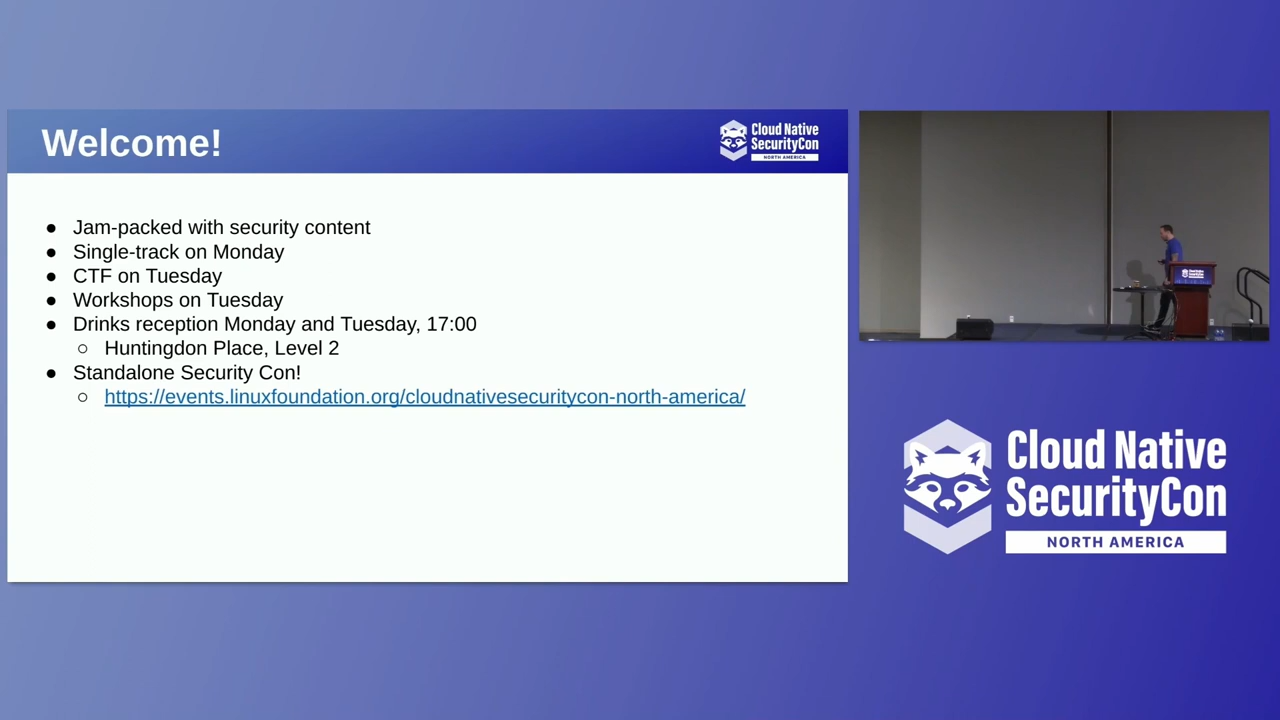 Welcome!
Cloud Native
SecurityCon
NORTH AMERICA
● Jam-packed with security content
● Single-track on Monday
● CTF on Tuesday
● Workshops on Tuesday
● Drinks reception Monday and Tuesday, 17:00
○ Huntingdon Place, Level 2
● Standalone Security Con!
○ https://events.linuxfoundation.org/cloudnativesecuritycon-north-america/
Cloud Native
SecurityCon
NORTH AMERICA